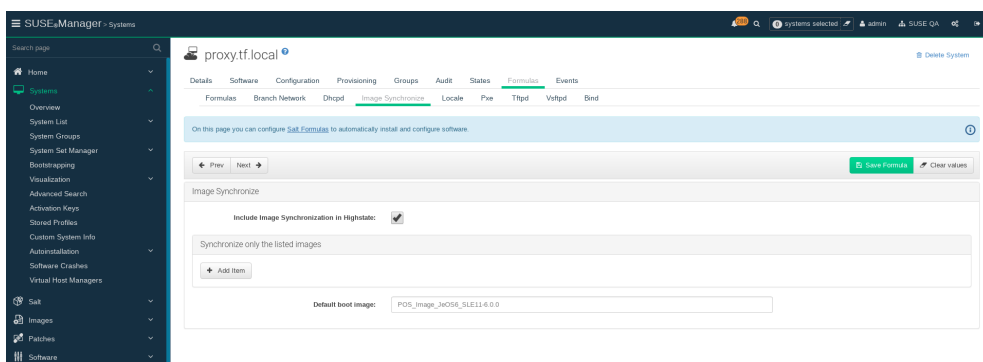 SUSE®Manager > Systems
systems selected
admin
SUSE QA
Search page
Home
Systems
Overview
System List
System Groups
System Set Manager
Bootstrapping
Visualization
Advanced Search
Activation Keys
Stored Profiles
Custom System Info
Autoinstallation
Software Crashes
Virtual Host Managers
Salt
Images
Patches
Software
proxy.tf.local ?
Delete System
Details Software Configuration Provisioning Groups Audit States Formulas Events
Formulas Branch Network Dhcpd Image Synchronize Locale Pxe Tftpd Vsftpd Bind
On this page you can configure Salt Formulas to automatically install and configure software.
Prev Next
Save Formula Clear values
Image Synchronize
Include Image Synchronization in Highstate:
Synchronize only the listed images
+ Add Item
Default boot image: POS_Image_JeOS6_SLE11-6.0.0